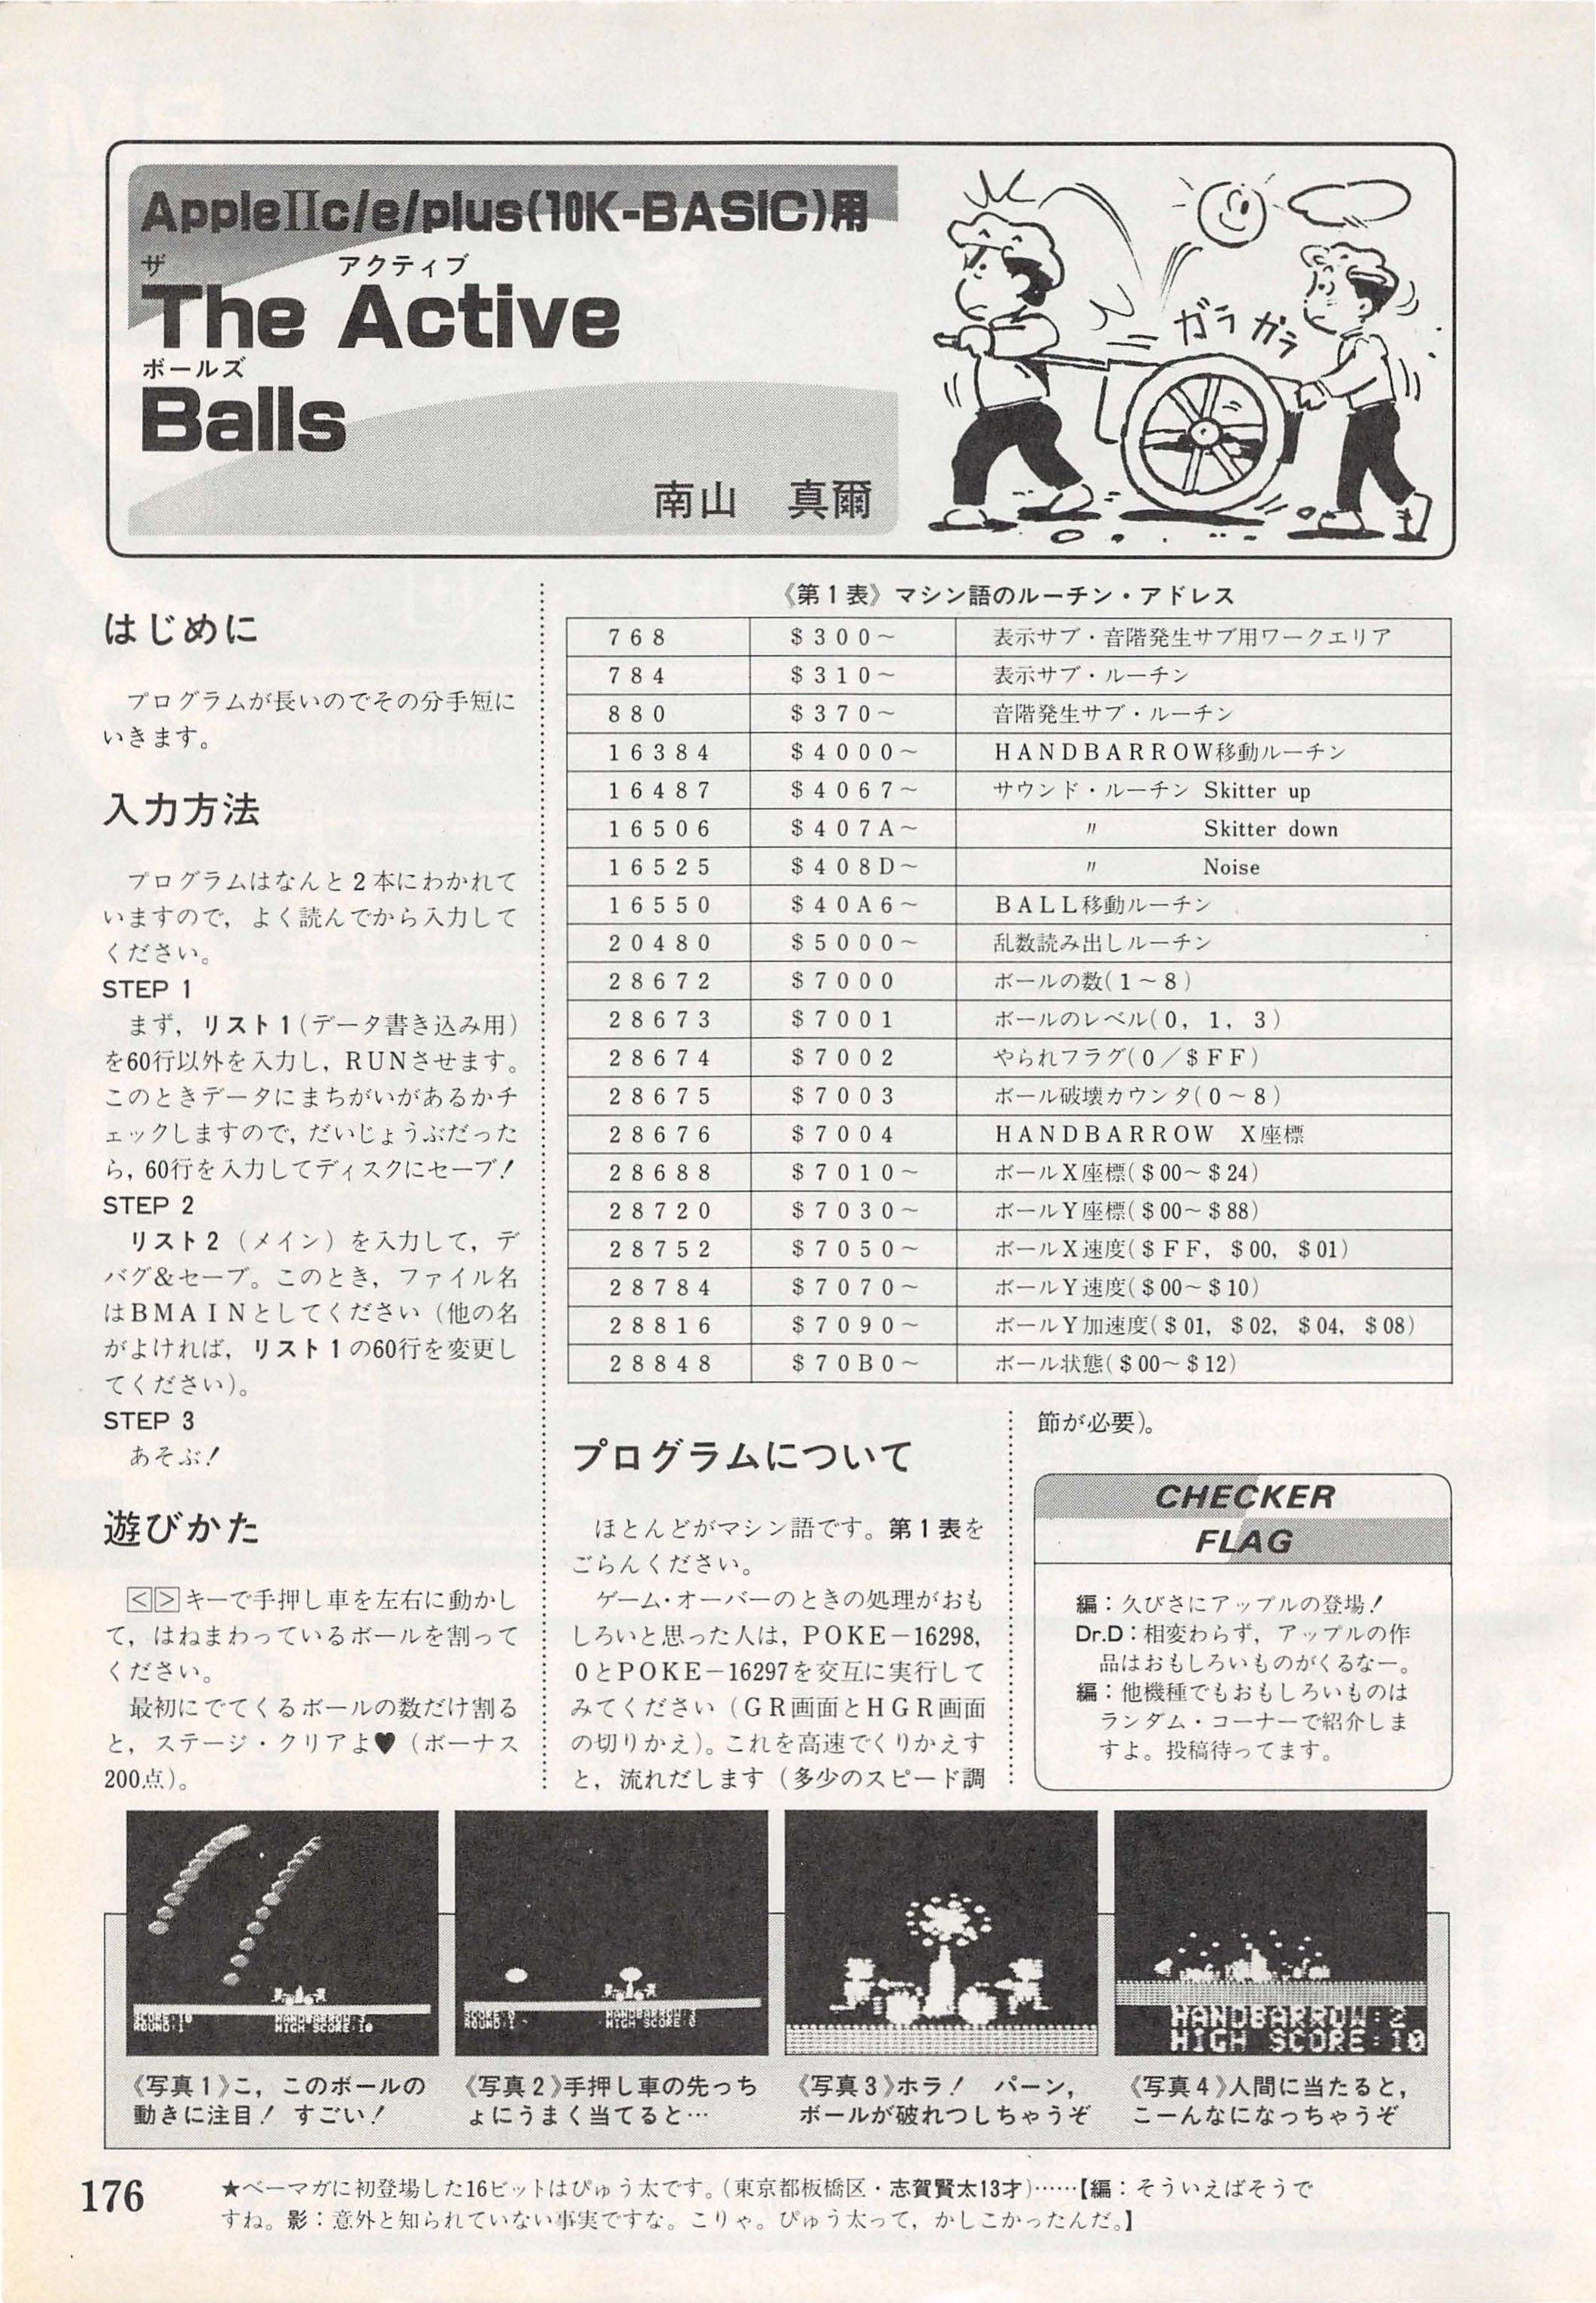 AppleIIc/e/plus(10K-BASIC)用
ザ アクティブ
The Active
ボールズ
Balls
南山 真爾
ガラガラ
はじめに
プログラムが長いのでその分手短に
いきます。
入力方法
プログラムはなんと2本にわかれて
いますので，よく読んでから入力して
ください。
STEP 1
まず，リスト1(データ書き込み用)
を60行以外を入力し，RUNさせます。
このときデータにまちがいがあるかチ
ェックしますので，だいじょうぶだった
ら，60行を入力してディスクにセーブ！
STEP 2
リスト2（メイン）を入力して，デ
バグ&セーブ。このとき，ファイル名
はBMAINとしてください（他の名
がよければ，リスト1の60行を変更し
てください)。
STEP 3
あそぶ！
遊びかた
<>キーで手押し車を左右に動かし
て，はねまわっているボールを割って
ください。
最初にでてくるボールの数だけ割る
と，ステージ・クリアよ♥（ボーナス
200点)。
《第1表》マシン語のルーチン・アドレス
768 $300～ 表示サブ・音階発生サブ用ワークエリア
784 $310～ 表示サブ・ルーチン
880 $370～ 音階発生サブ・ルーチン
16384 $4000～ HANDBARROW移動ルーチン
16487 $4067～ サウンド・ルーチン Skitter up
16506 $407A～ 〃 Skitter down
16525 $408D～ 〃 Noise
16550 $40A6～ BALL移動ルーチン
20480 $5000～ 乱数読み出しルーチン
28672 $7000 ボールの数(1～8)
28673 $7001 ボールのレベル(0，1，3)
28674 $7002 やられフラグ(0／$FF)
28675 $7003 ボール破壊カウンタ(0～8)
28676 $7004 HANDBARROW X座標
28688 $7010～ ボールX座標($00～$24)
28720 $7030～ ボールY座標($00～$88)
28752 $7050～ ボールX速度($FF，$00，$01)
28784 $7070～ ボールY速度($00～$10)
28816 $7090～ ボールY加速度($01，$02，$04，$08)
28848 $70B0～ ボール状態($00～$12)
プログラムについて
ほとんどがマシン語です。第1表を
ごらんください。
ゲーム・オーバーのときの処理がおも
しろいと思った人は，POKE－16298，
0とPOKE－16297を交互に実行して
みてください（GR画面とHGR画面
の切りかえ)。これを高速でくりかえす
と，流れだします（多少のスピード調
節が必要)。
CHECKER
FLAG
編：久びさにアップルの登場！
Dr.D：相変わらず，アップルの作
品はおもしろいものがくるなー。
編：他機種でもおもしろいものは
ランダム・コーナーで紹介しま
すよ。投稿待ってます。
SCORE:10 HANDBARROW:3
ROUND:1 HIGH SCORE:10
SCORE:0 HANDBARROW:3
ROUND:1 HIGH SCORE:0
HANDBARROW:2
HIGH SCORE:10
《写真1》こ，このボールの
動きに注目！ すごい！
《写真2》手押し車の先っち
ょにうまく当てると…
《写真3》ホラ！ パーン，
ボールが破れつしちゃうぞ
《写真4》人間に当たると，
こーんなになっちゃうぞ
176
★ベーマガに初登場した16ビットはぴゅう太です。(東京都板橋区・志賀賢太13才)……【編：そういえばそうで
すね。影：意外と知られていない事実ですな。こりゃ。ぴゅう太って，かしこかったんだ。】